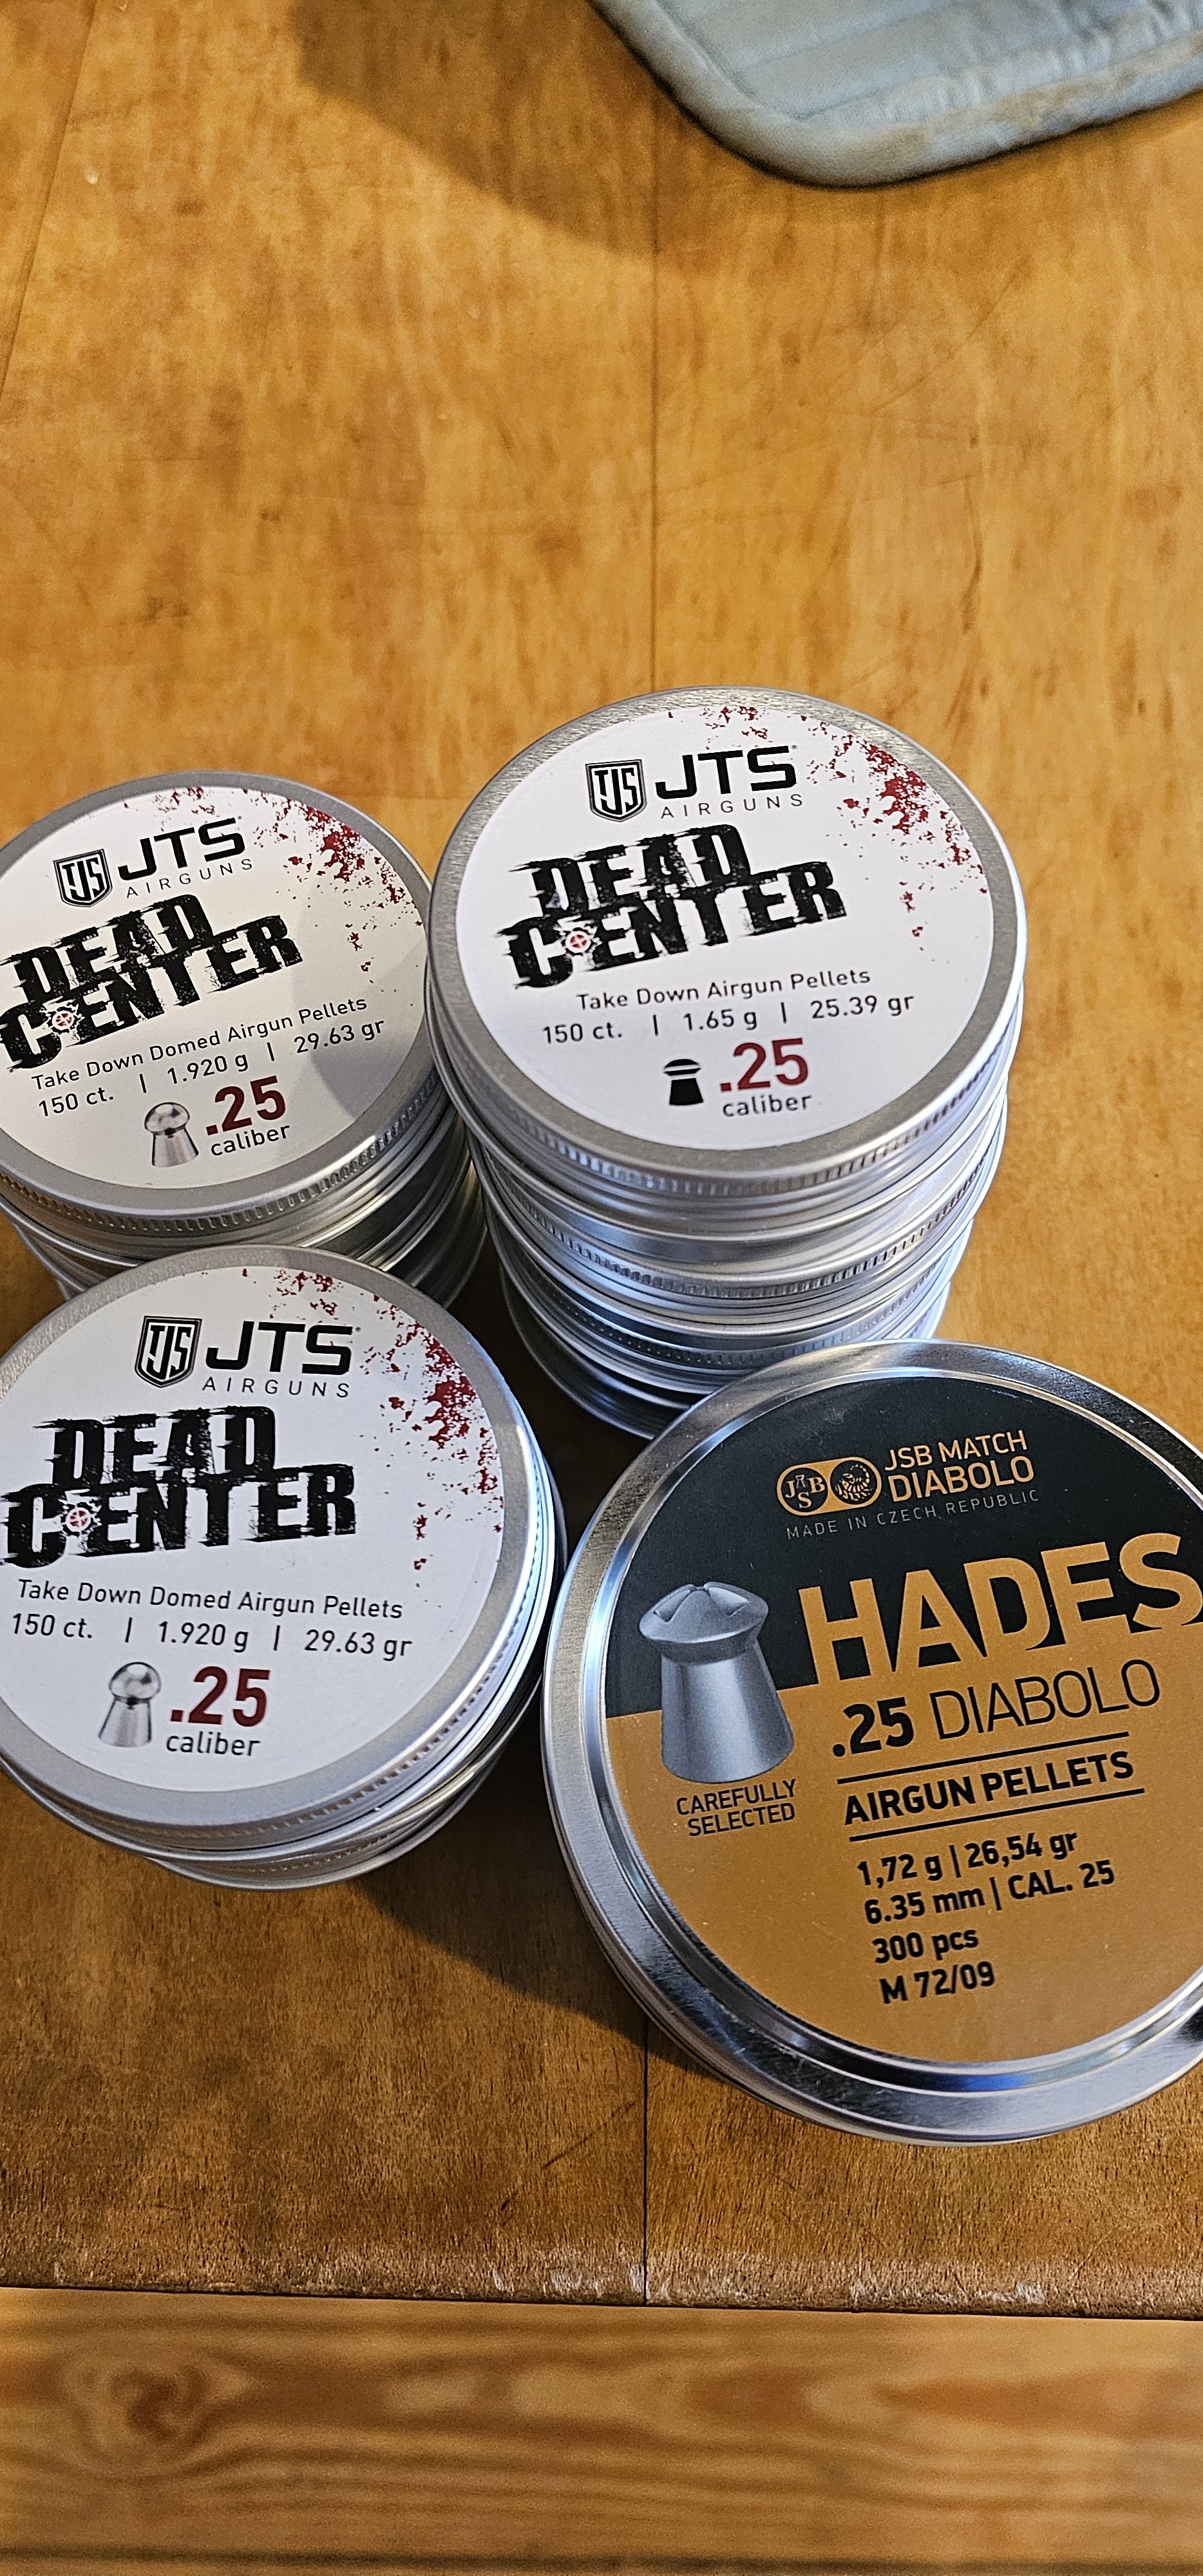 TJS JTS
AIRGUNS
DEAD
CENTER
Take Down Domed Airgun Pellets
150 ct. | 1.920 g | 29.63 gr
.25
caliber
TJS JTS
AIRGUNS
DEAD
CENTER
Take Down Airgun Pellets
150 ct. | 1.65 g | 25.39 gr
.25
caliber
TJS JTS
AIRGUNS
DEAD
CENTER
Take Down Domed Airgun Pellets
150 ct. | 1.920 g | 29.63 gr
.25
caliber
JSB JSB MATCH
DIABOLO
MADE IN CZECH REPUBLIC
HADES
.25 DIABOLO
AIRGUN PELLETS
CAREFULLY
SELECTED
1,72 g | 26,54 gr
6.35 mm | CAL. 25
300 pcs
M 72/09